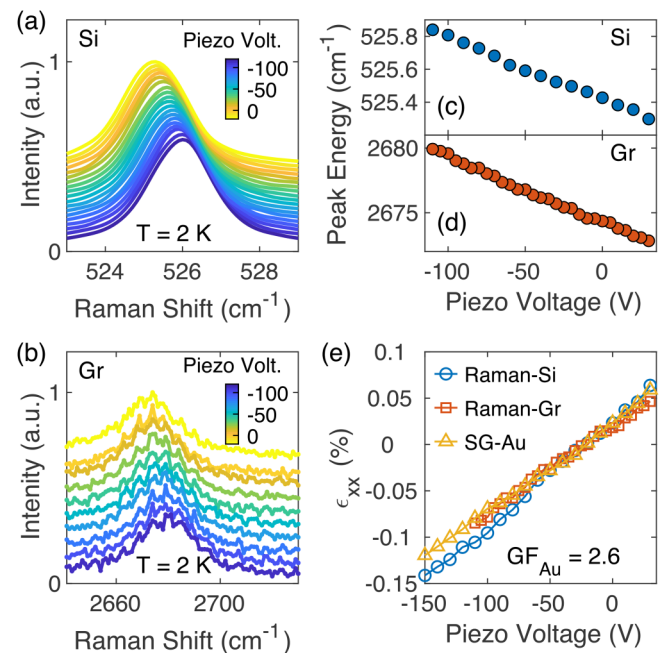 (a)
Si
Piezo Volt.
-100
-50
0
1
0
Intenity (a.u.)
T = 2 K
524
526
528
Raman Shift (cm⁻¹)
525.8
525.6
525.4
Si
(c)
2680
2675
Gr
(d)
Peak Energy (cm⁻¹)
-100
-50
0
Piezo Voltage (V)
(b)
Gr
Piezo Volt.
-100
-50
0
1
0
Intenity (a.u.)
T = 2 K
2660
2700
Raman Shift (cm⁻¹)
(e)
Raman-Si
Raman-Gr
SG-Au
0.1
0.05
0
-0.05
-0.1
-0.15
ϵxx (%)
GF_Au = 2.6
-150
-100
-50
0
Piezo Voltage (V)